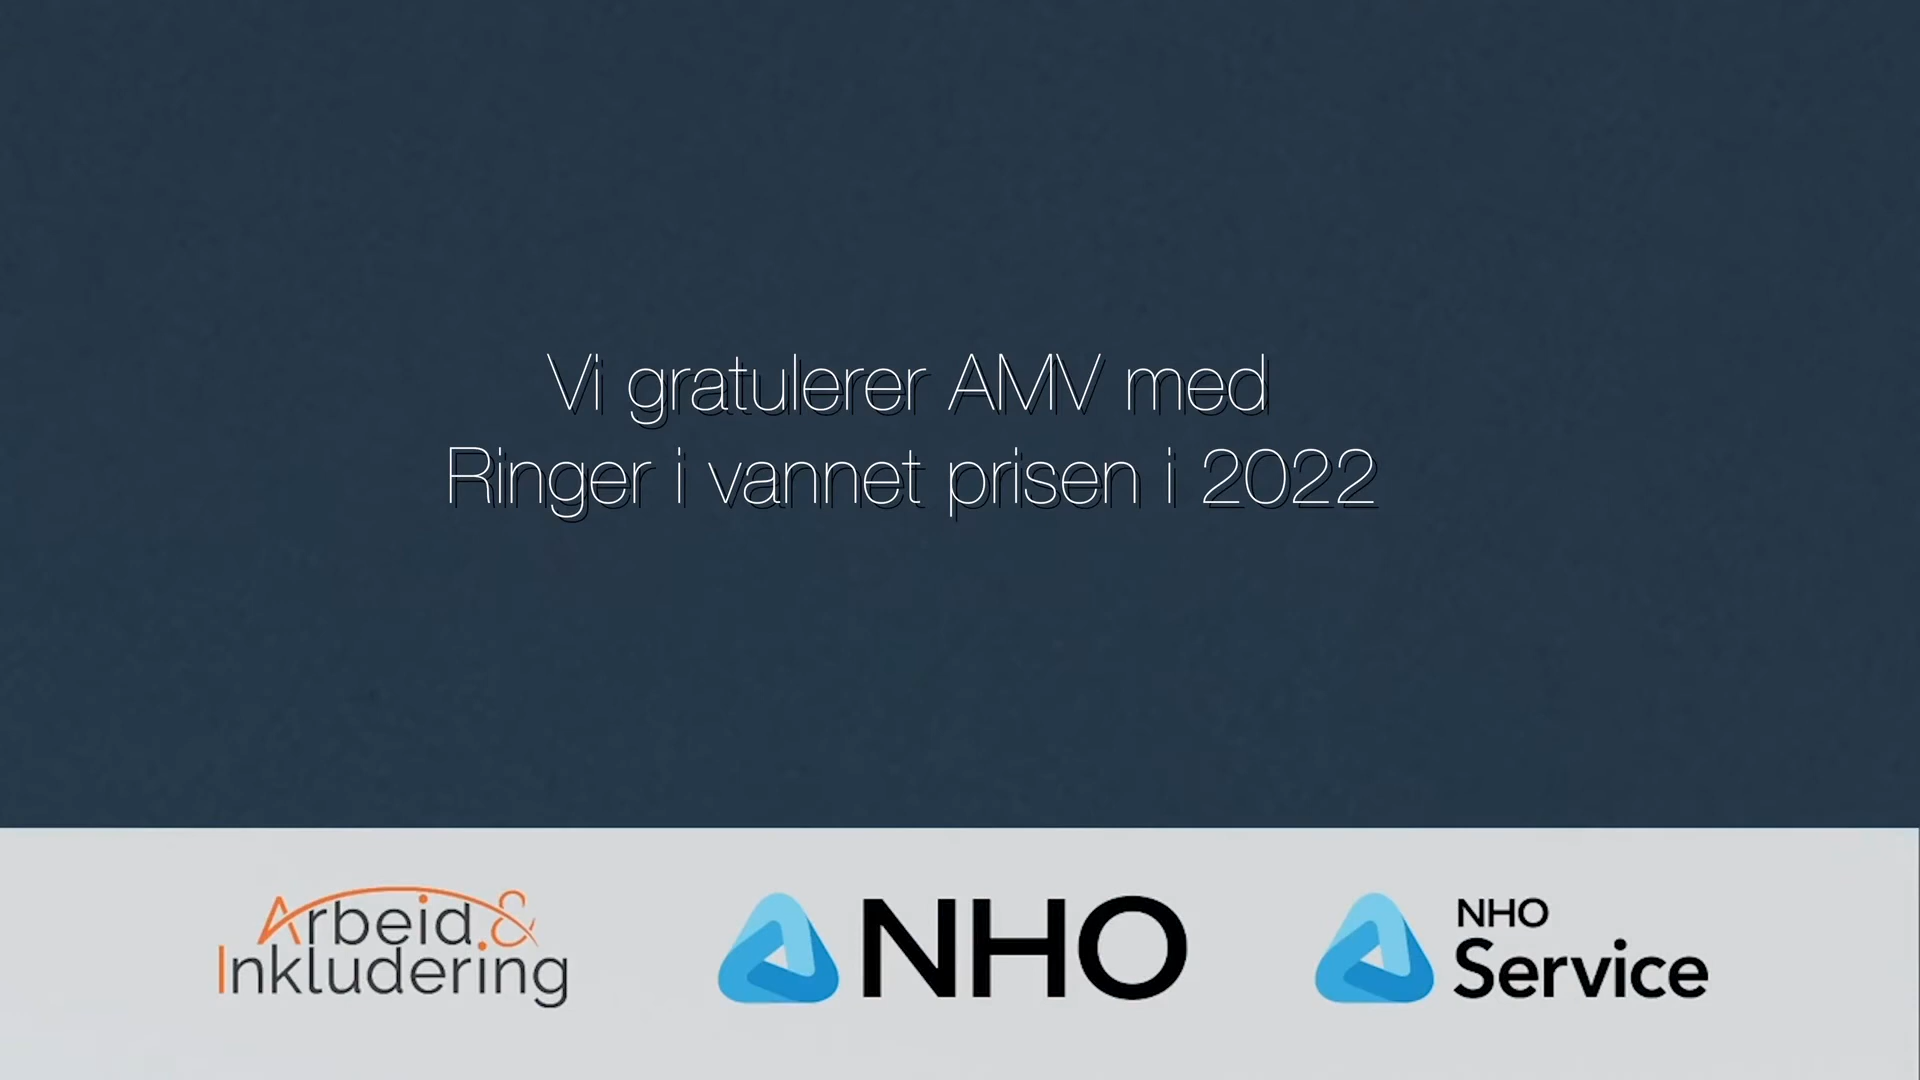 Vi gratulerer AMV med
Ringer i vannet prisen i 2022
Arbeid &
Inkludering
NHO
NHO
Service